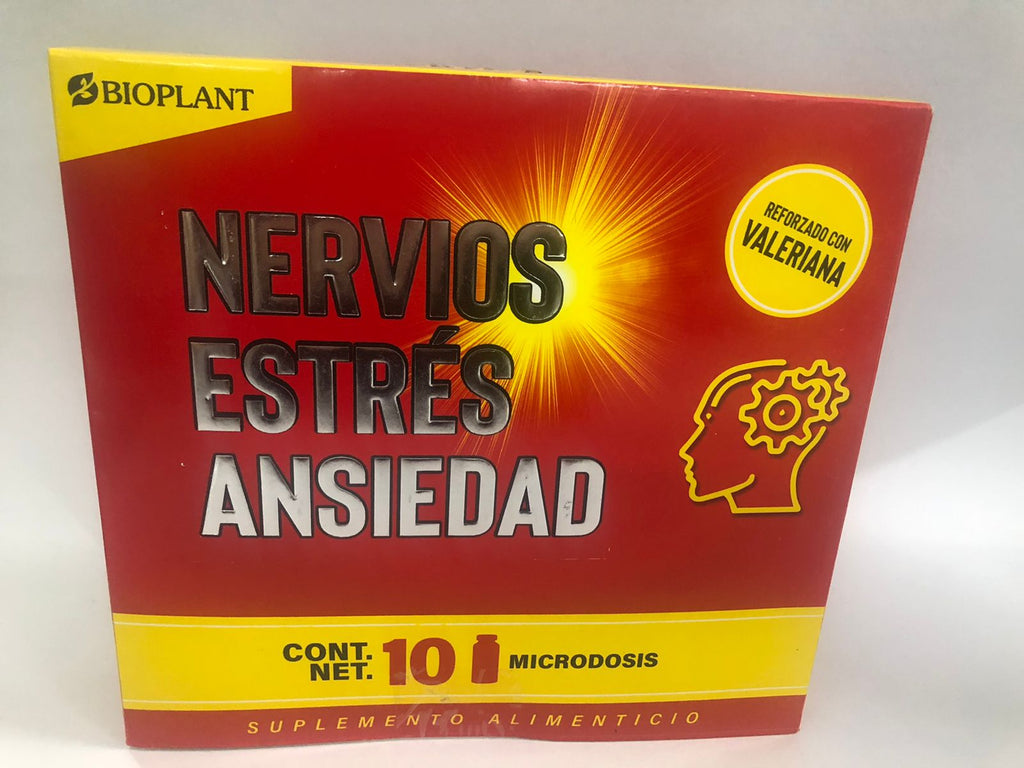 BIOPLANT
NERVIOS
ESTRÉS
ANSIEDAD
REFORZADO CON
VALERIANA
CONT.
NET.
10
MICRODOSIS
SUPLEMENTO ALIMENTICIO